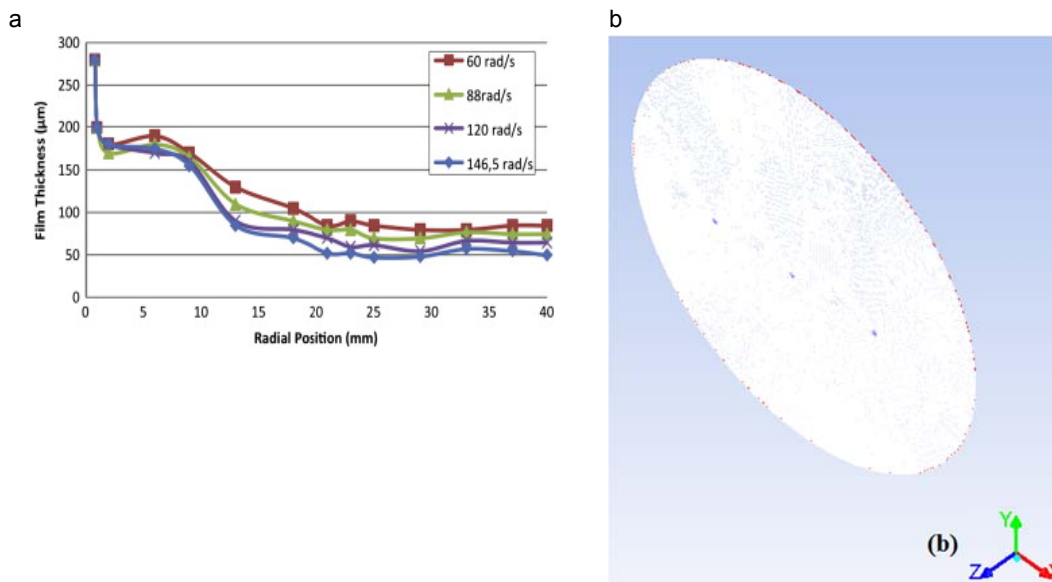 a
b
300
250
200
150
100
50
0
Film Thickness (µm)
0 5 10 15 20 25 30 35 40
Radial Position (mm)
60 rad/s
88rad/s
120 rad/s
146,5 rad/s
(b)
Y
Z